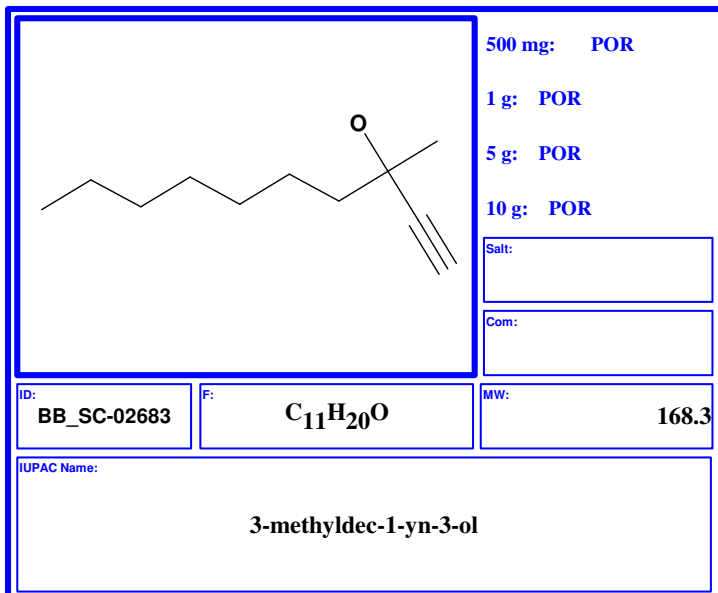 O
500 mg: POR
1 g: POR
5 g: POR
10 g: POR
Salt:
Com:
ID:
BB_SC-02683
F:
C11H20O
MW:
168.3
IUPAC Name:
3-methyldec-1-yn-3-ol